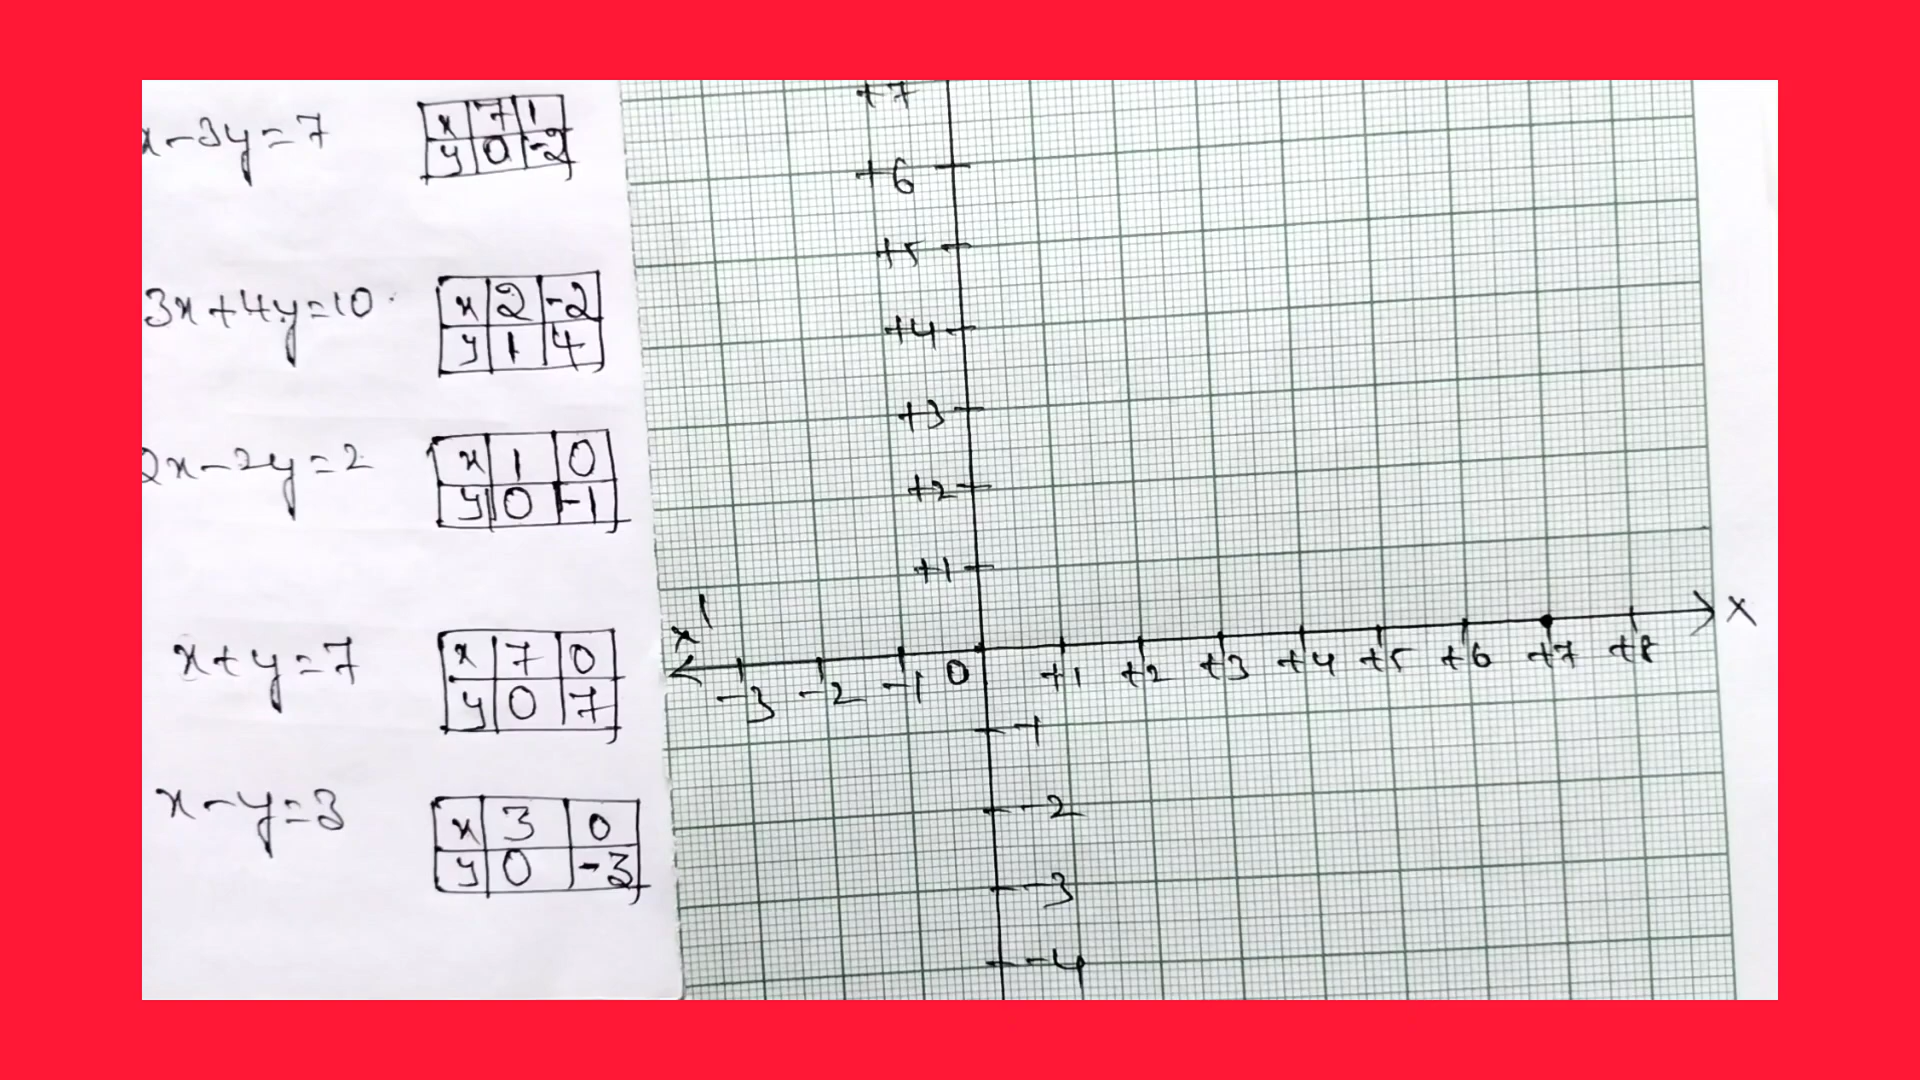 x-3y=7
x 7 1
y 0 -2
3x+4y=10
x 2 -2
y 1 4
2x-2y=2
x 1 0
y 0 -1
x+y=7
x 7 0
y 0 7
x-y=3
x 3 0
y 0 -3
+7
+6
+5
+4
+3
+2
+1
x' -3 -2 -1 0 +1 +2 +3 +4 +5 +6 +7 +8 X
-1
-2
-3
-4